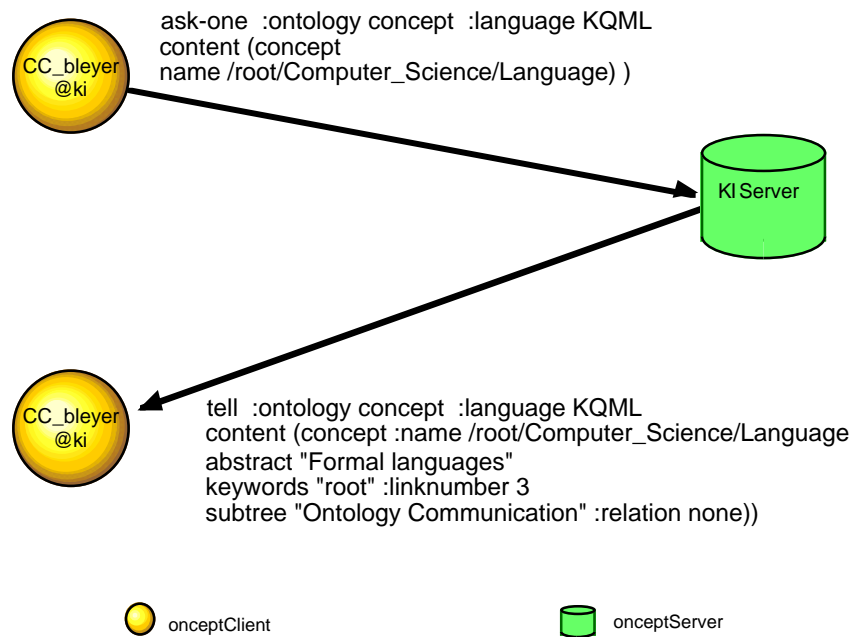 ask-one :ontology concept :language KQML
content (concept
name /root/Computer_Science/Language) )
CC_bleyer
@ki
KI Server
CC_bleyer
@ki
tell :ontology concept :language KQML
content (concept :name /root/Computer_Science/Language
abstract "Formal languages"
keywords "root" :linknumber 3
subtree "Ontology Communication" :relation none))
onceptClient
onceptServer